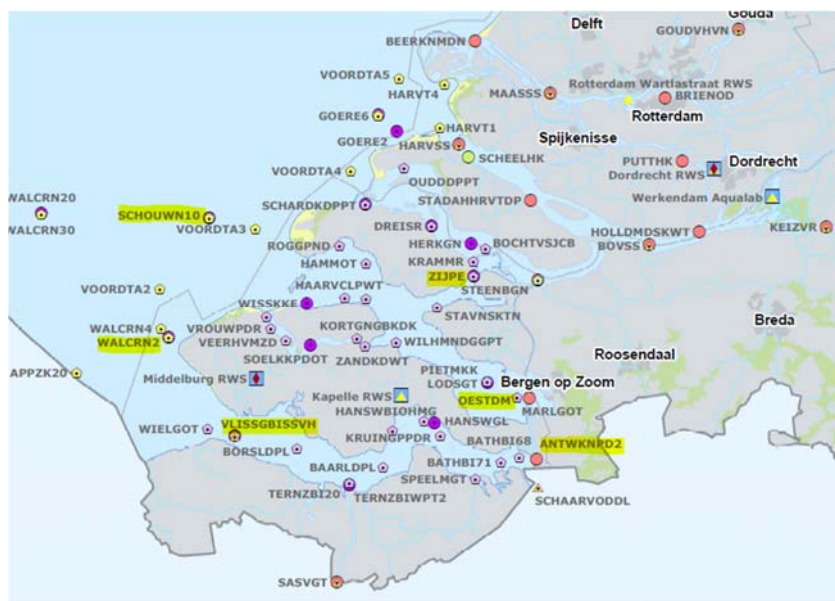 Gouda
Delft
GOUDVHVN
BEERKNMDN
VOORDTA5
HARVT4
MAASSS
Rotterdam Wartlastraat RWS
BRIENOD
GOERE6
Rotterdam
HARVT1
GOERE2
HARVSS
Spijkenisse
SCHEELHK
PUTTHK
Dordrecht
VOORDTA4
OUDDDPPT
Dordrecht RWS
WALCRN20
SCHARDKDPPT
STADAHHRVTDP
Werkendam Aqualab
SCHOUWN10
WALCRN30
VOORDTA3
DREISR
HERKGN
BOCHTVSJCB
HOLLDMDSKWT
KEIZVR
ROGGPND
BOVSS
HAMMOT
KRAMMR
ZIJPE
STEENBGN
VOORDTA2
HAARVCLPWT
WISSKKE
STAVNSKTN
WALCRN4
VROUWPDR
KORTGNGBKDK
WALCRN2
VEERHVMZD
WILHMNDGGPT
Breda
SOELKKPDOT
ZANDKDWT
Roosendaal
APPZK20
PIETMKK
Middelburg RWS
LODSGT
Bergen op Zoom
Kapelle RWS
OESTDM
MARLGOT
HANSWBIOHMG
HANSWGL
VLISSGBISSVH
WIELGOT
KRUINGPPDR
BATHBI68
ANTWKNPD2
BORSLDPL
BAARLDPL
BATHBI71
SPEELMGT
TERNZBI20
TERNZBIWPT2
SCHAARVODDL
SASVGT